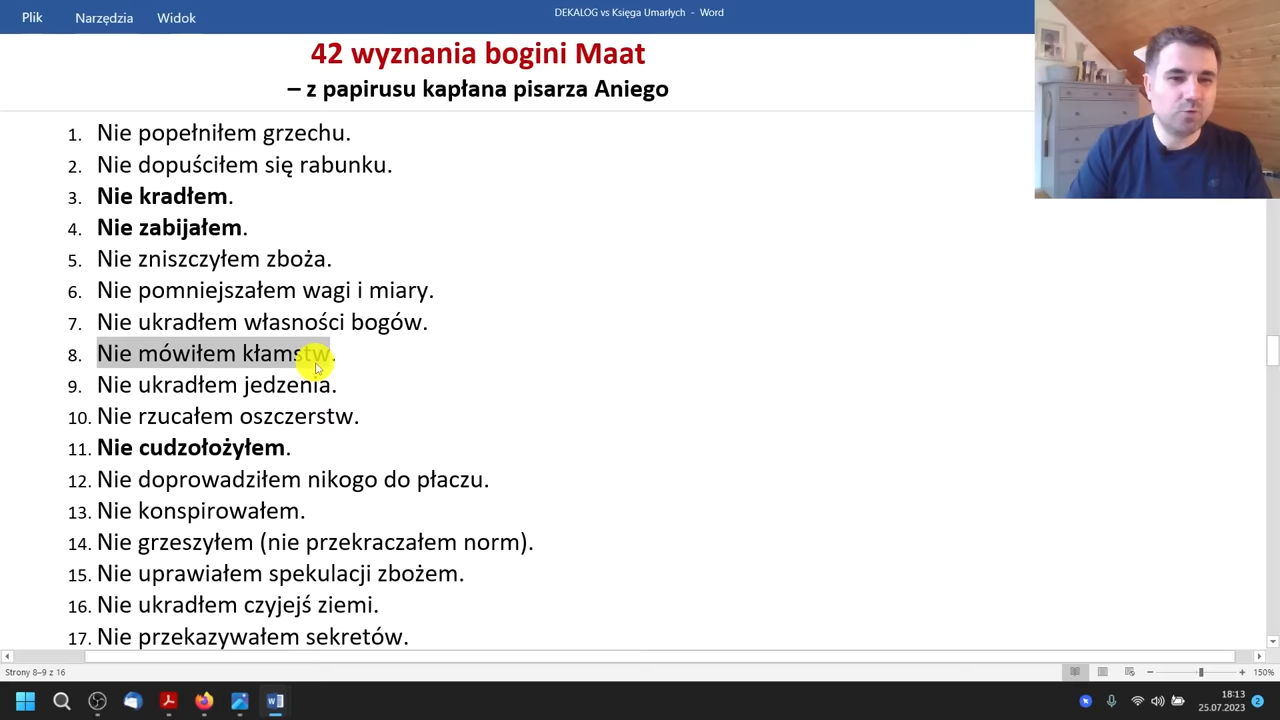 DEKALOG vs Księga Umarłych - Word
Plik Narzędzia Widok
42 wyznania bogini Maat
– z papirusu kapłana pisarza Aniego
1. Nie popełniłem grzechu.
2. Nie dopuściłem się rabunku.
3. Nie kradłem.
4. Nie zabijałem.
5. Nie zniszczyłem zboża.
6. Nie pomniejszałem wagi i miary.
7. Nie ukradłem własności bogów.
8. Nie mówiłem kłamstw.
9. Nie ukradłem jedzenia.
10. Nie rzucałem oszczerstw.
11. Nie cudzołożyłem.
12. Nie doprowadziłem nikogo do płaczu.
13. Nie konspirowałem.
14. Nie grzeszyłem (nie przekraczałem norm).
15. Nie uprawiałem spekulacji zbożem.
16. Nie ukradłem czyjejś ziemi.
17. Nie przekazywałem sekretów.
Strony 8–9 z 16
150%
18:13
25.07.2023
2